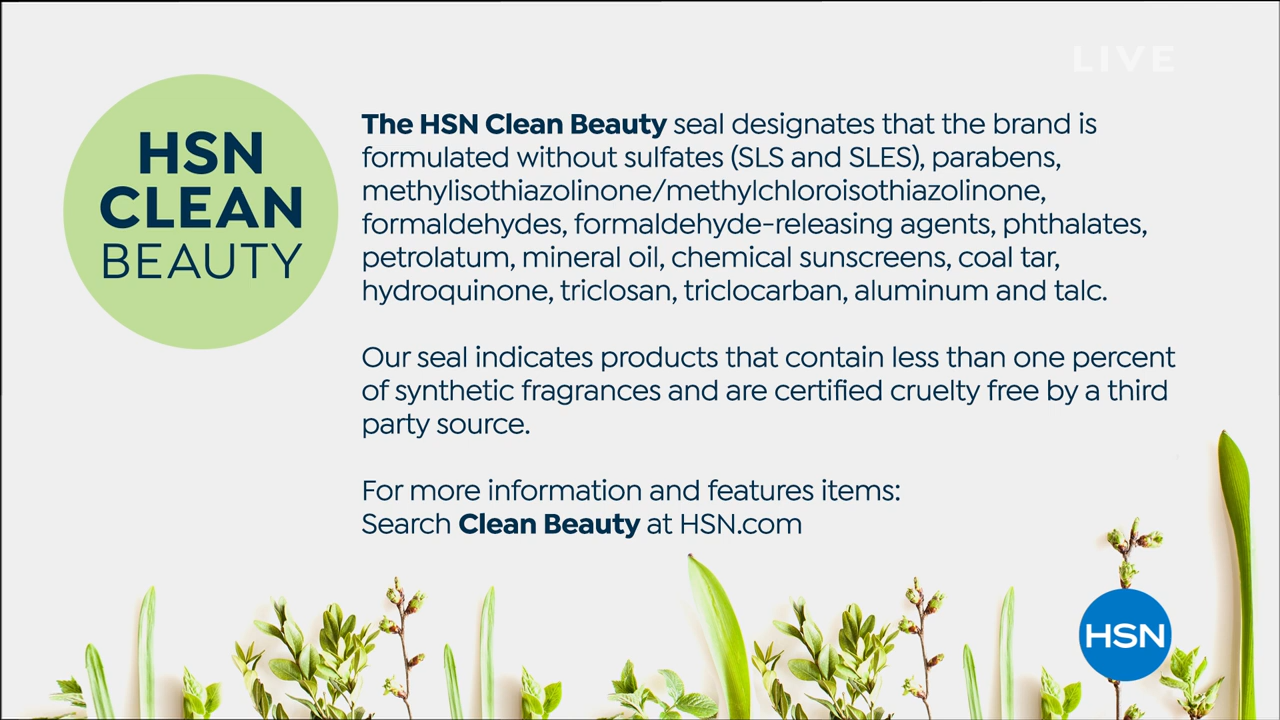 LIVE
HSN
CLEAN
BEAUTY
The HSN Clean Beauty seal designates that the brand is
formulated without sulfates (SLS and SLES), parabens,
methylisothiazolinone/methylchloroisothiazolinone,
formaldehydes, formaldehyde-releasing agents, phthalates,
petrolatum, mineral oil, chemical sunscreens, coal tar,
hydroquinone, triclosan, triclocarban, aluminum and talc.
Our seal indicates products that contain less than one percent
of synthetic fragrances and are certified cruelty free by a third
party source.
For more information and features items:
Search Clean Beauty at HSN.com
HSN